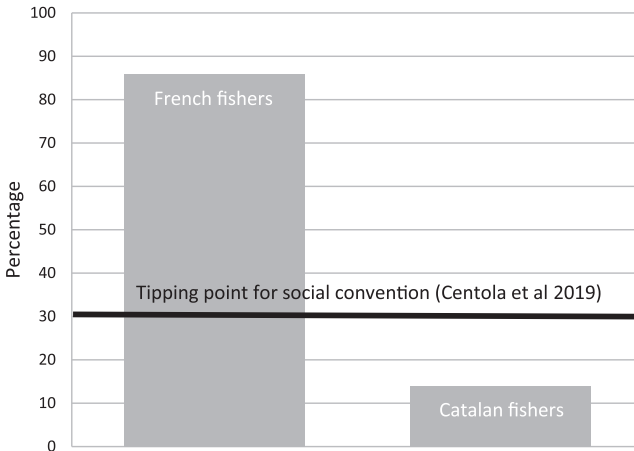 100
90
French fishers
80
70
60
Percentage
50
40
Tipping point for social convention (Centola et al 2019)
30
20
10
Catalan fishers
0